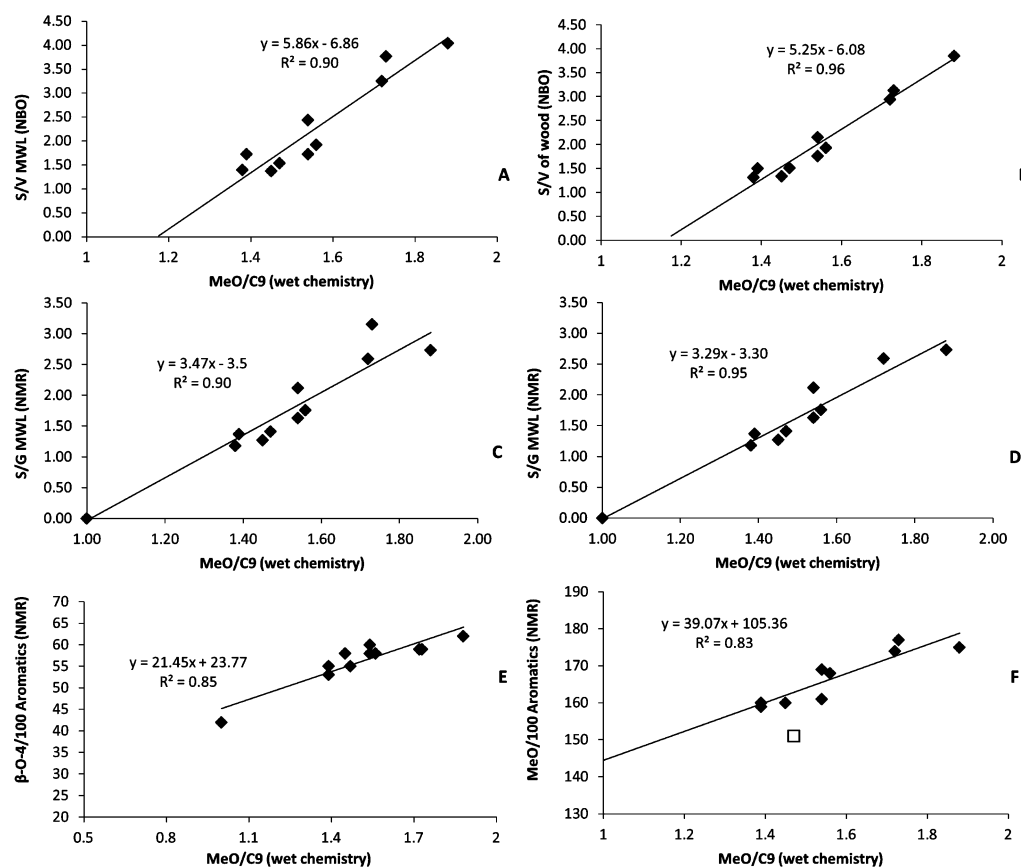 4.50
4.00
3.50
3.00
2.50
2.00
1.50
1.00
0.50
0.00
S/V MWL (NBO)
y = 5.86x - 6.86
R² = 0.90
A
1 1.2 1.4 1.6 1.8 2
MeO/C9 (wet chemistry)
4.50
4.00
3.50
3.00
2.50
2.00
1.50
1.00
0.50
0.00
S/V of wood (NBO)
y = 5.25x - 6.08
R² = 0.96
1 1.2 1.4 1.6 1.8 2
MeO/C9 (wet chemistry)
3.50
3.00
2.50
2.00
1.50
1.00
0.50
0.00
S/G MWL (NMR)
y = 3.47x - 3.5
R² = 0.90
C
1.00 1.20 1.40 1.60 1.80 2.00
MeO/C9 (wet chemistry)
3.50
3.00
2.50
2.00
1.50
1.00
0.50
0.00
S/G MWL (NMR)
y = 3.29x - 3.30
R² = 0.95
D
1.00 1.20 1.40 1.60 1.80 2.00
MeO/C9 (wet chemistry)
70
65
60
55
50
45
40
35
30
25
20
β-O-4/100 Aromatics (NMR)
y = 21.45x + 23.77
R² = 0.85
E
0.5 0.8 1.1 1.4 1.7 2
MeO/C9 (wet chemistry)
190
180
170
160
150
140
130
MeO/100 Aromatics (NMR)
y = 39.07x + 105.36
R² = 0.83
F
1 1.2 1.4 1.6 1.8 2
MeO/C9 (wet chemistry)